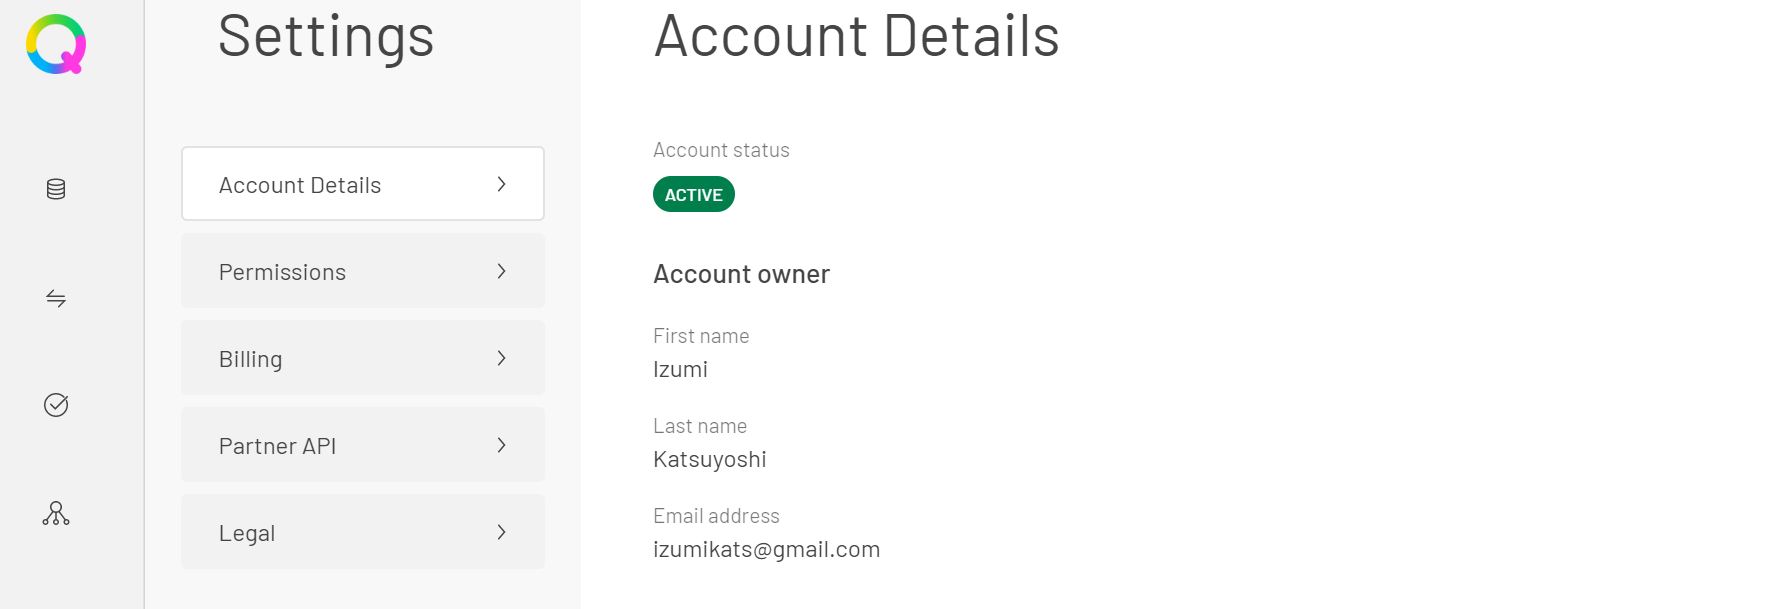 Settings
Account Details
Permissions
Billing
Partner API
Legal
Account Details
Account status
ACTIVE
Account owner
First name
Izumi
Last name
Katsuyoshi
Email address
izumikats@gmail.com